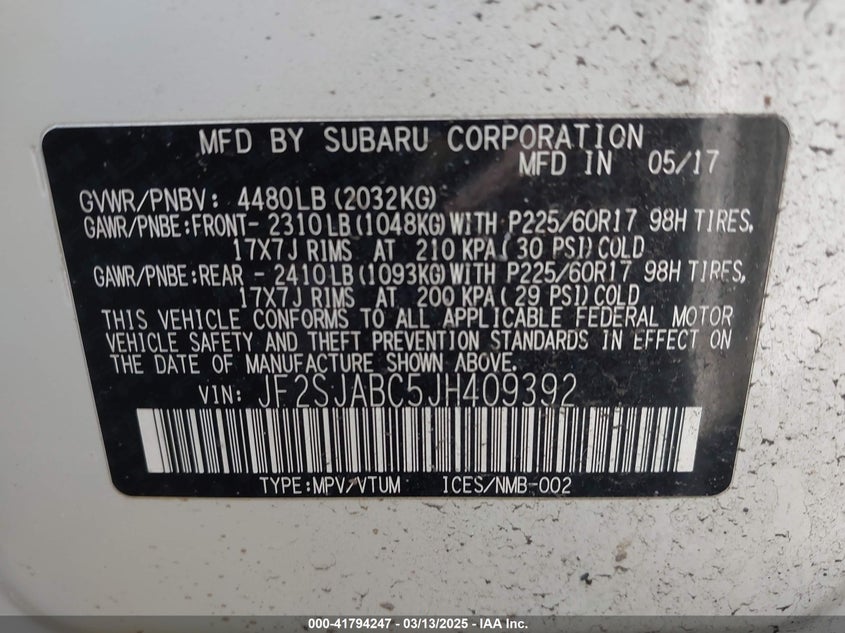 MFD BY SUBARU CORPORATION
MFD IN 05/17
GVWR/PNBV: 4480LB (2032KG)
GAWR/PNBE:FRONT- 2310LB (1048KG) WITH P225/60R17 98H TIRES,
17X7J RIMS AT 210 KPA ( 30 PSI) COLD
GAWR/PNBE:REAR - 2410LB (1093KG) WITH P225/60R17 98H TIRES,
17X7J RIMS AT 200 KPA (29 PSI) COLD
THIS VEHICLE CONFORMS TO ALL APPLICABLE FEDERAL MOTOR
VEHICLE SAFETY AND THEFT PREVENTION STANDARDS IN EFFECT ON
THE DATE OF MANUFACTURE SHOWN ABOVE.
VIN: JF2SJABC5JH409392
TYPE:MPV/VTUM ICES/NMB-002
000-41794247 - 03/13/2025 - IAA Inc.